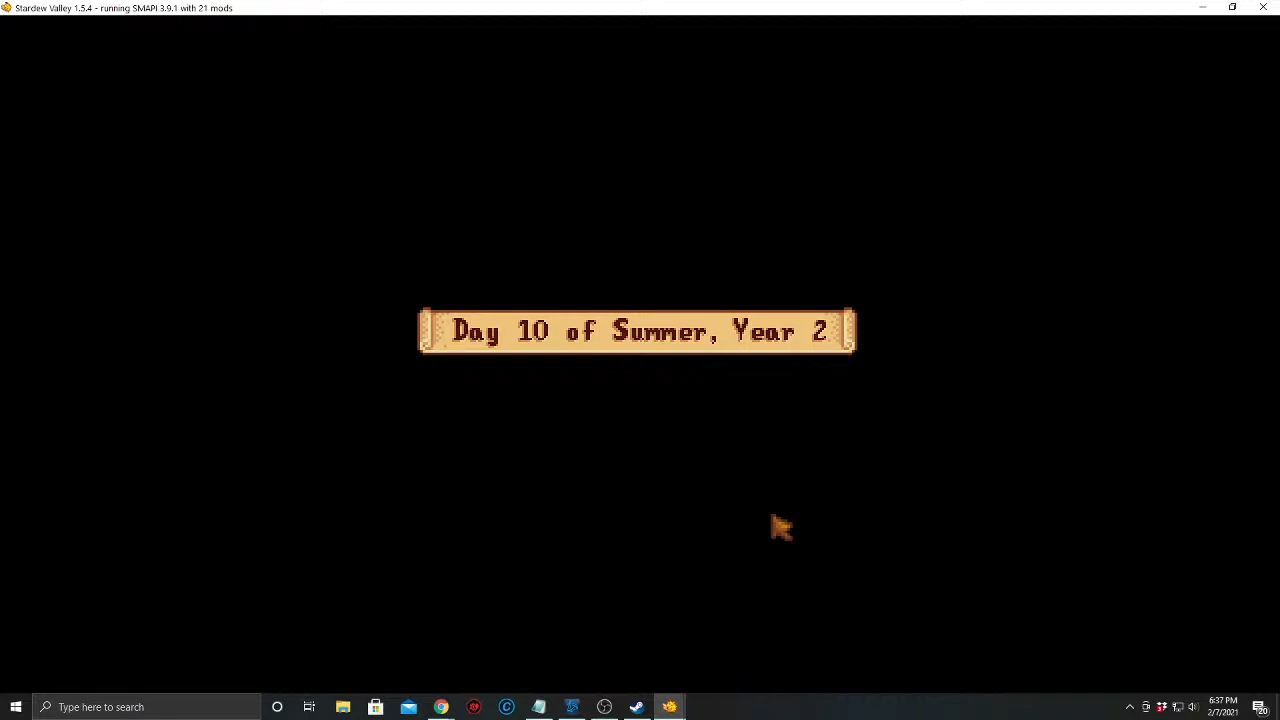 Stardew Valley 1.5.4 - running SMAPI 3.9.1 with 21 mods
Day 10 of Summer, Year 2
Type here to search
6:37 PM
2/7/2021
20